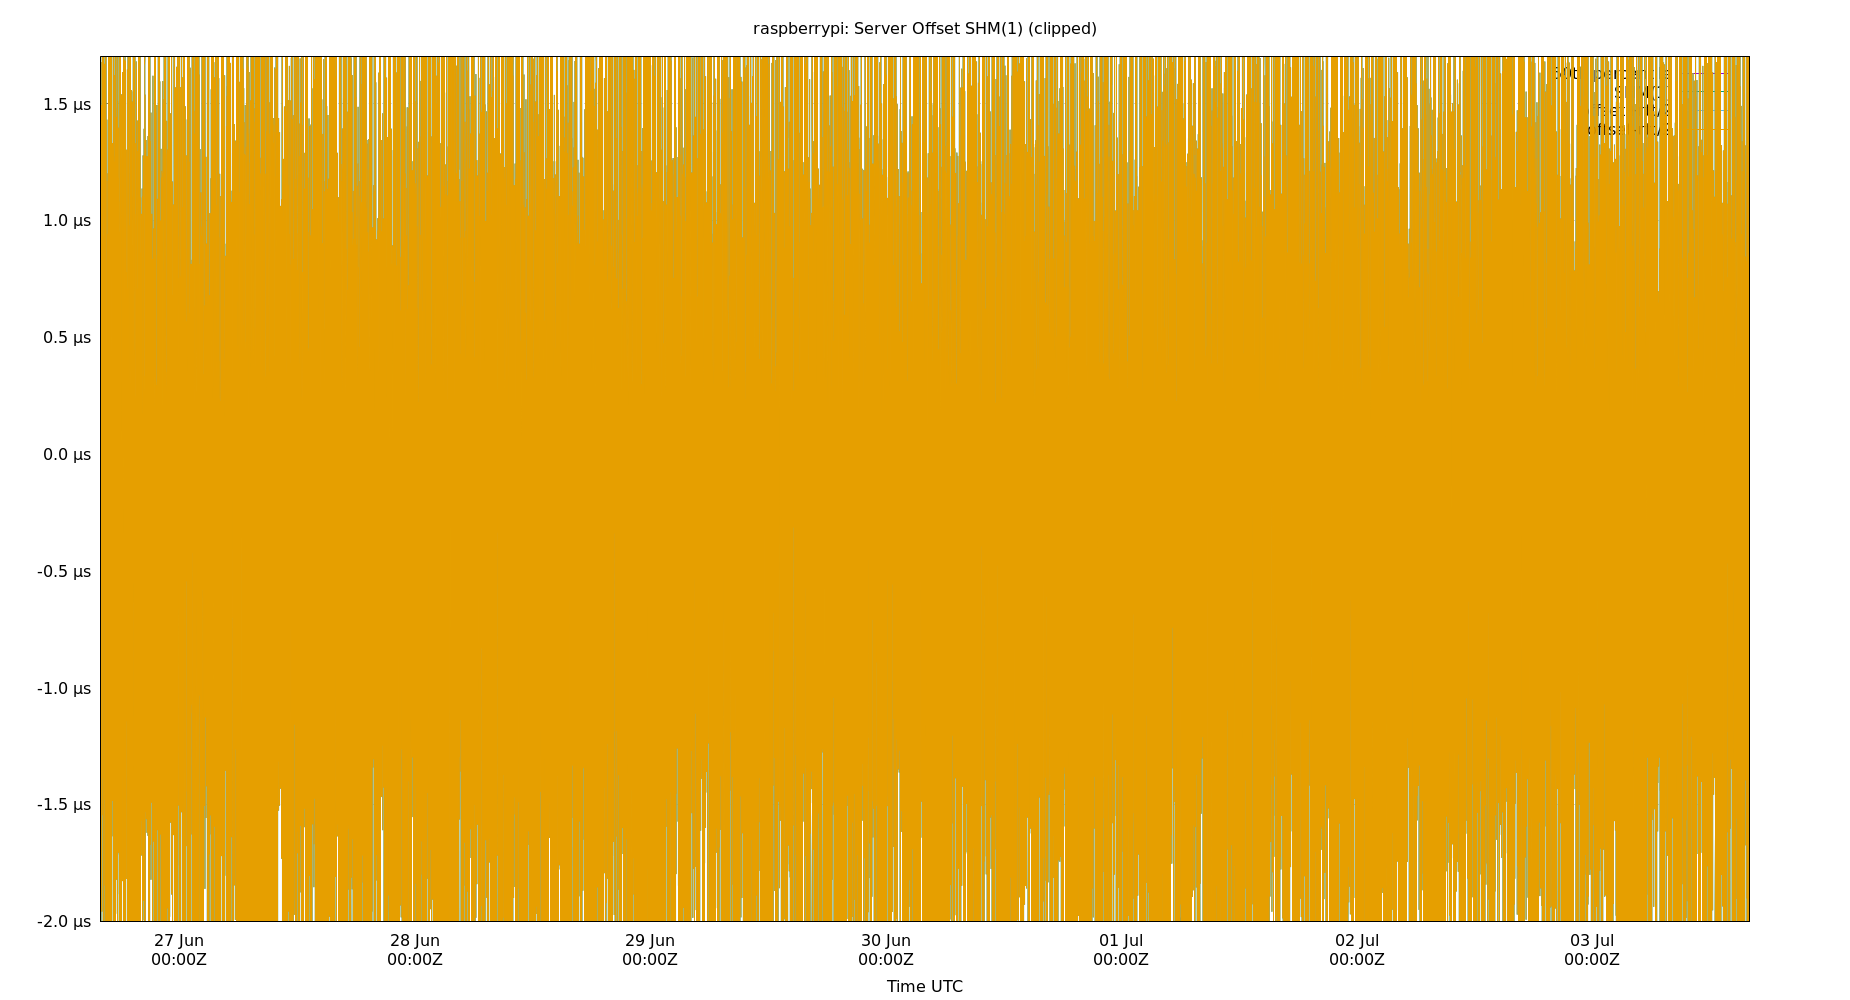 raspberrypi: Server Offset SHM(1) (clipped)
1.5 µs
1.0 µs
0.5 µs
0.0 µs
-0.5 µs
-1.0 µs
-1.5 µs
-2.0 µs
27 Jun
00:00Z
28 Jun
00:00Z
29 Jun
00:00Z
30 Jun
00:00Z
01 Jul
00:00Z
02 Jul
00:00Z
03 Jul
00:00Z
Time UTC